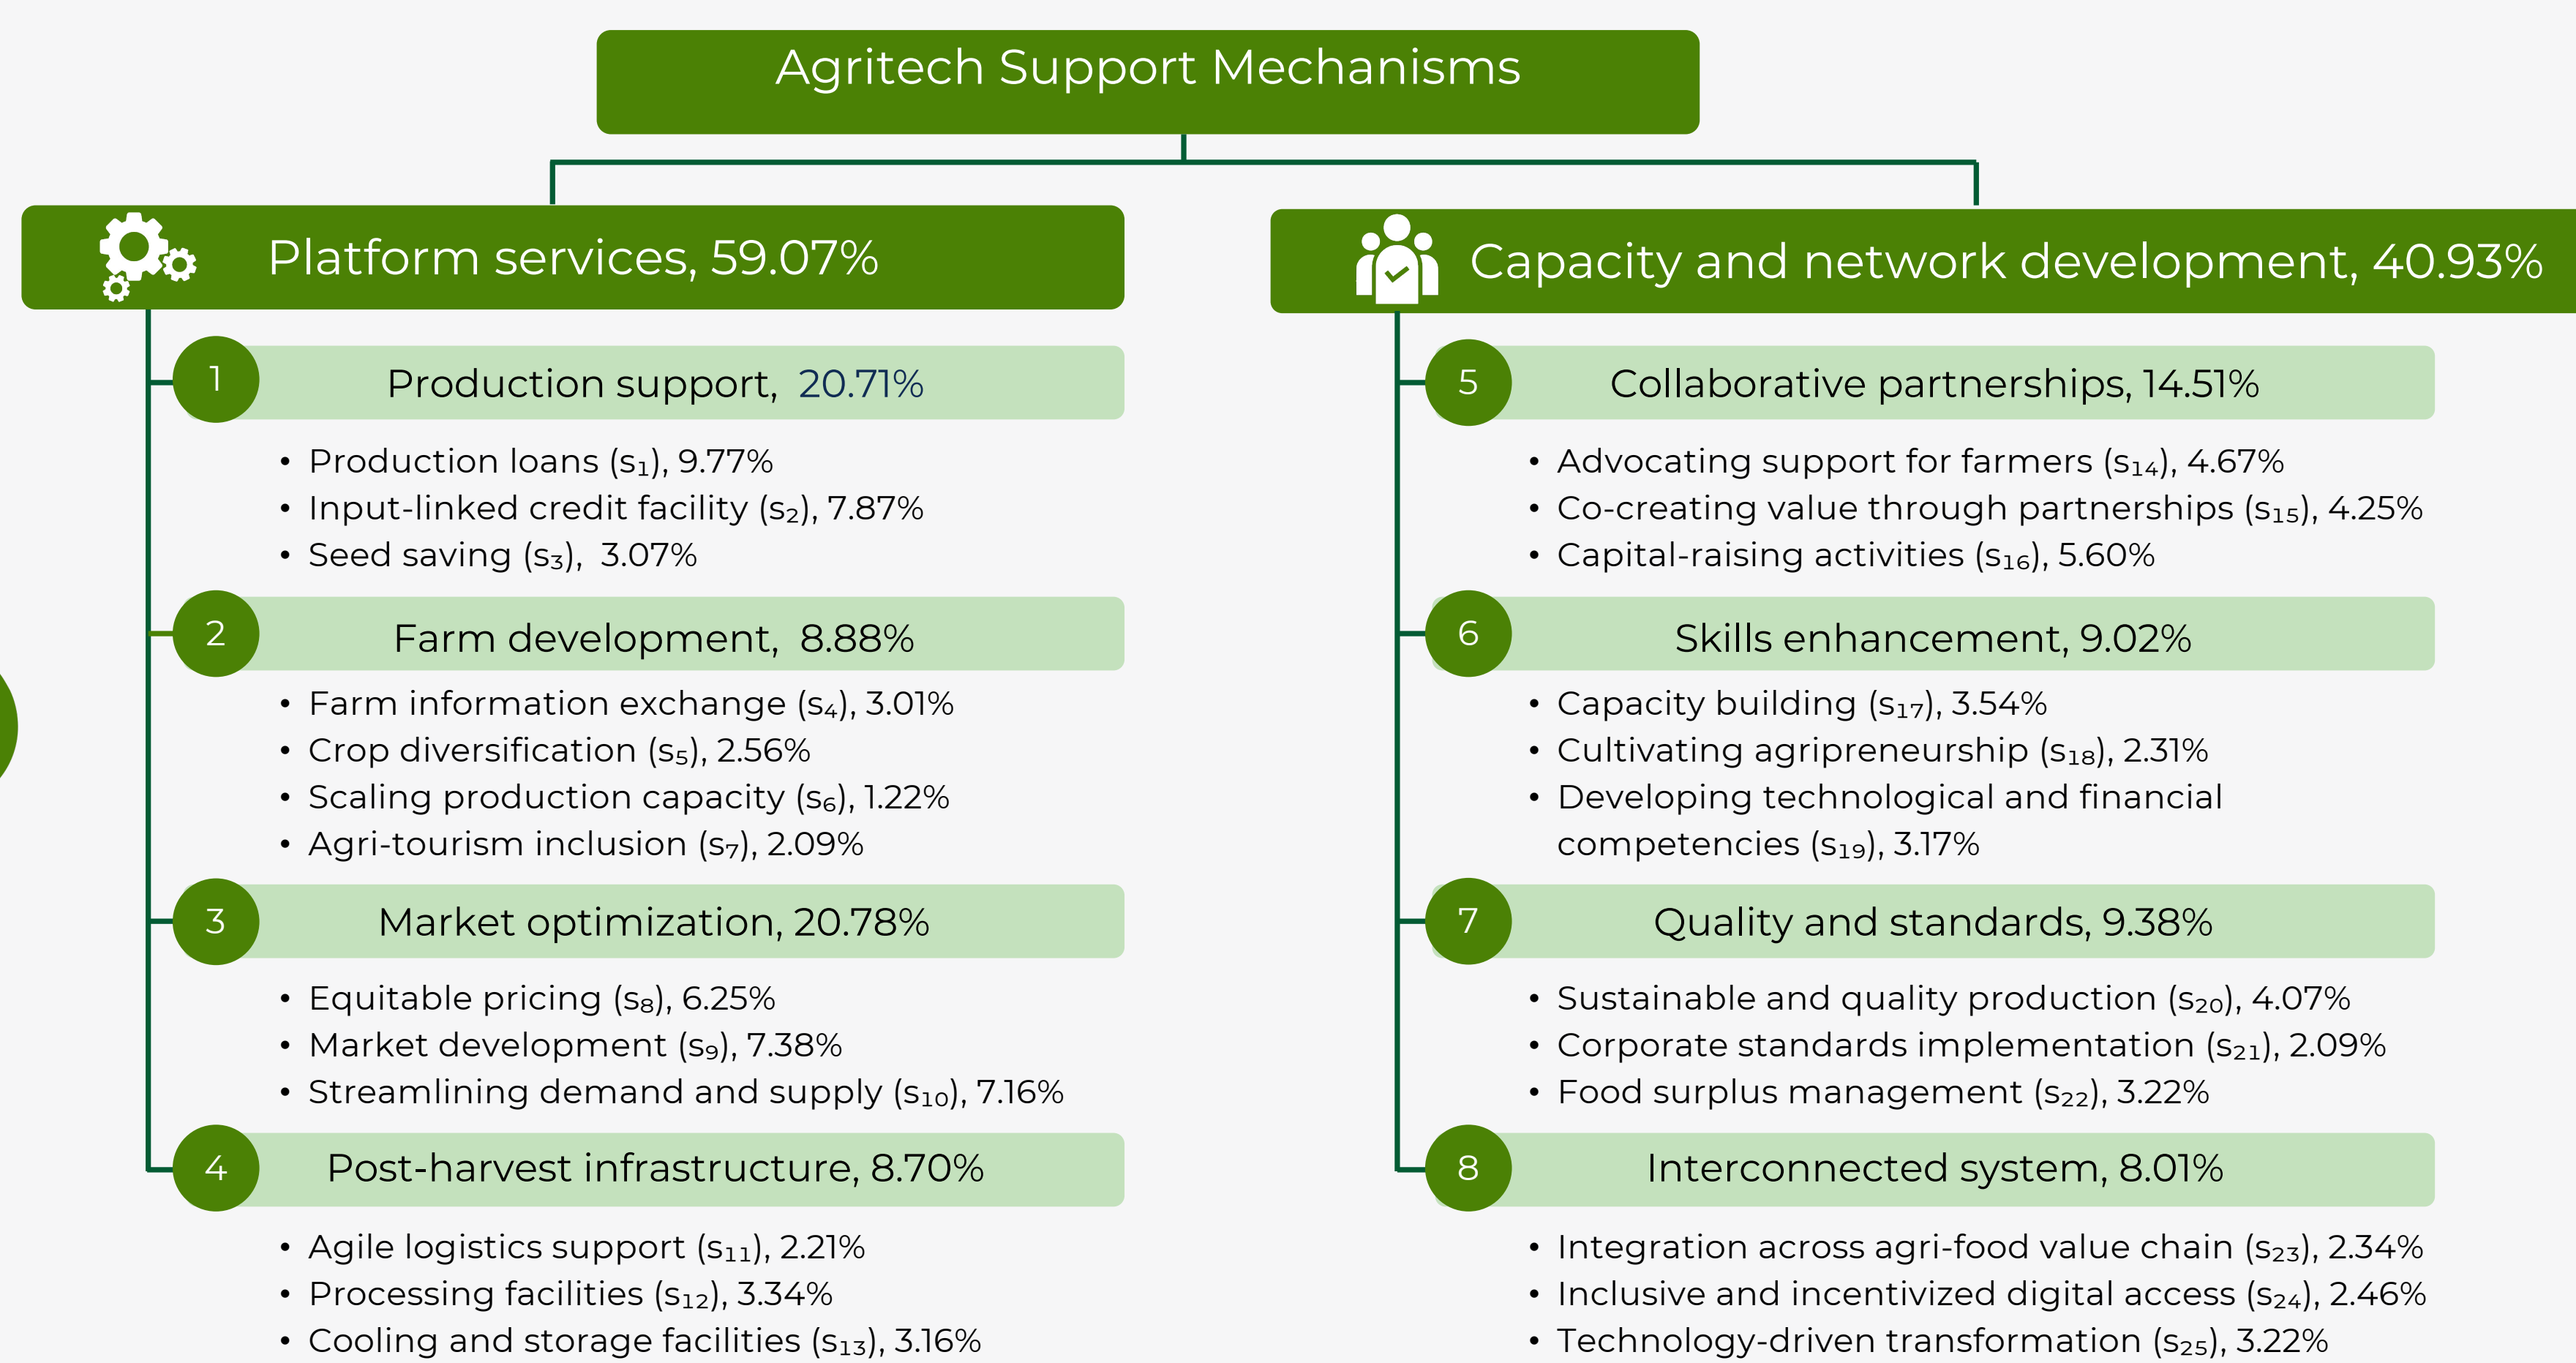 Agritech Support Mechanisms
Platform services, 59.07%
1
Production support, 20.71%
• Production loans (s₁), 9.77%
• Input-linked credit facility (s₂), 7.87%
• Seed saving (s₃), 3.07%
2
Farm development, 8.88%
• Farm information exchange (s₄), 3.01%
• Crop diversification (s₅), 2.56%
• Scaling production capacity (s₆), 1.22%
• Agri-tourism inclusion (s₇), 2.09%
3
Market optimization, 20.78%
• Equitable pricing (s₈), 6.25%
• Market development (s₉), 7.38%
• Streamlining demand and supply (s₁₀), 7.16%
4
Post-harvest infrastructure, 8.70%
• Agile logistics support (s₁₁), 2.21%
• Processing facilities (s₁₂), 3.34%
• Cooling and storage facilities (s₁₃), 3.16%
Capacity and network development, 40.93%
5
Collaborative partnerships, 14.51%
• Advocating support for farmers (s₁₄), 4.67%
• Co-creating value through partnerships (s₁₅), 4.25%
• Capital-raising activities (s₁₆), 5.60%
6
Skills enhancement, 9.02%
• Capacity building (s₁₇), 3.54%
• Cultivating agripreneurship (s₁₈), 2.31%
• Developing technological and financial
competencies (s₁₉), 3.17%
7
Quality and standards, 9.38%
• Sustainable and quality production (s₂₀), 4.07%
• Corporate standards implementation (s₂₁), 2.09%
• Food surplus management (s₂₂), 3.22%
8
Interconnected system, 8.01%
• Integration across agri-food value chain (s₂₃), 2.34%
• Inclusive and incentivized digital access (s₂₄), 2.46%
• Technology-driven transformation (s₂₅), 3.22%